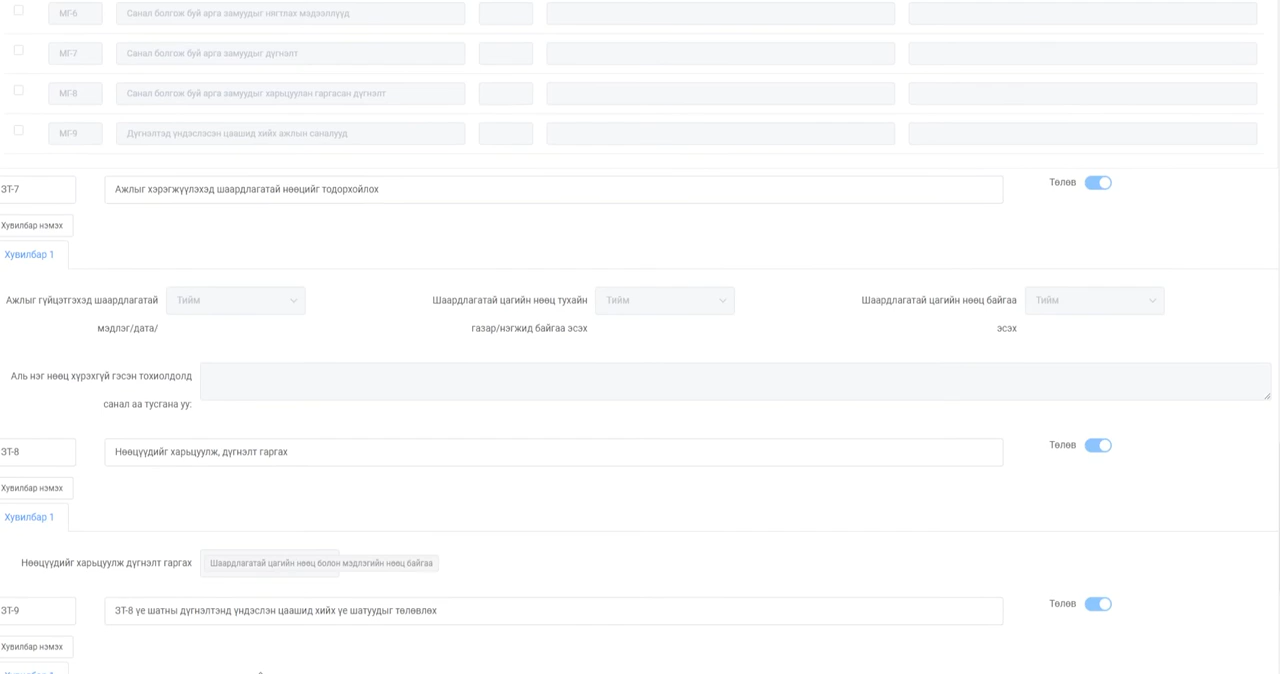 МГ-6 Санал болгож буй арга замуудыг нягтлах мэдээллүүд
МГ-7 Санал болгож буй арга замуудыг дүгнэлт
МГ-8 Санал болгож буй арга замуудыг харьцуулан гаргасан дүгнэлт
МГ-9 Дүгнэлтэд үндэслэсэн цаашид хийх ажлын саналууд
ЗТ-7 Ажлыг хэрэгжүүлэхэд шаардлагатай нөөцийг тодорхойлох Төлөв
Хувилбар нэмэх
Хувилбар 1
Ажлыг гүйцэтгэхэд шаардлагатай Тийм Шаардлагатай цагийн нөөц тухайн Тийм Шаардлагатай цагийн нөөц байгаа Тийм
мэдлэг/дата/ газар/нэгжид байгаа эсэх эсэх
Аль нэг нөөц хүрэхгүй гэсэн тохиолдолд
санал аа тусгана уу:
ЗТ-8 Нөөцүүдийг харьцуулж, дүгнэлт гаргах Төлөв
Хувилбар нэмэх
Хувилбар 1
Нөөцүүдийг харьцуулж дүгнэлт гаргах Шаардлагатай цагийн нөөц болон мэдлэгийн нөөц байгаа
ЗТ-9 ЗТ-8 үе шатны дүгнэлтэнд үндэслэн цаашид хийх үе шатуудыг төлөвлөх Төлөв
Хувилбар нэмэх